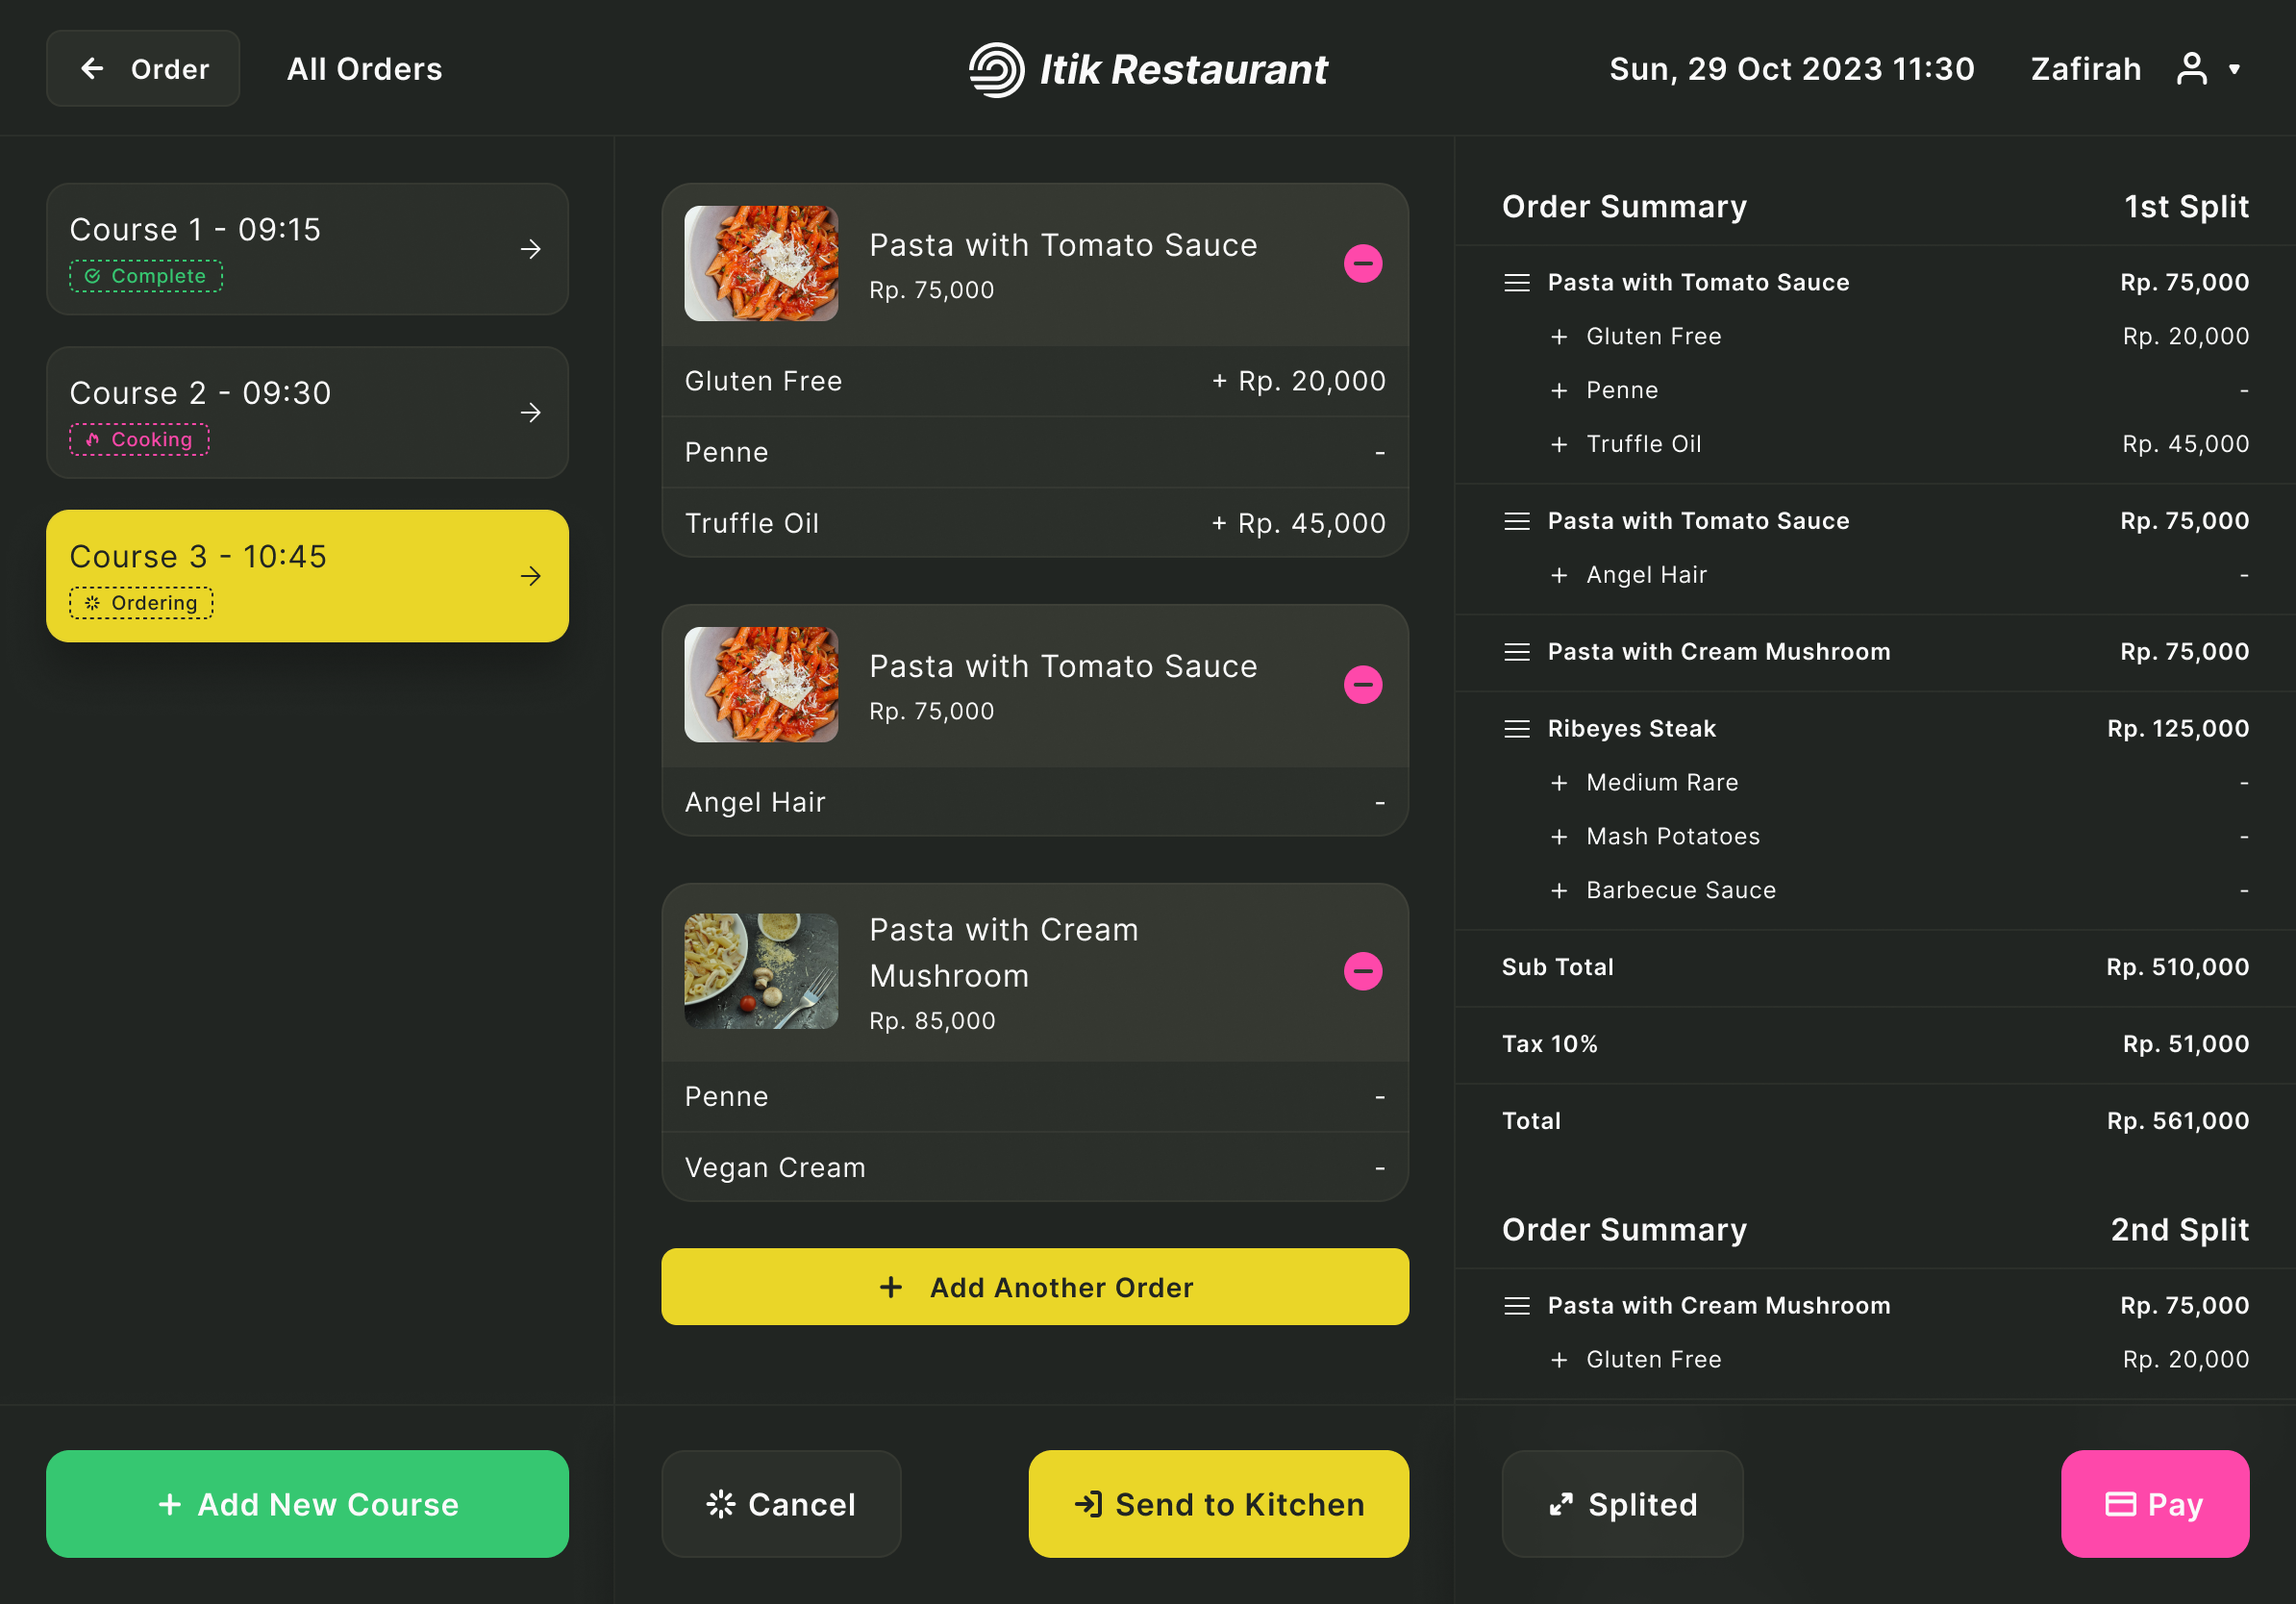 Order
All Orders
Itik Restaurant
Sun, 29 Oct 2023 11:30
Zafirah
Course 1 - 09:15
Complete
Course 2 - 09:30
Cooking
Course 3 - 10:45
Ordering
+ Add New Course
Pasta with Tomato Sauce
Rp. 75,000
Gluten Free + Rp. 20,000
Penne -
Truffle Oil + Rp. 45,000
Pasta with Tomato Sauce
Rp. 75,000
Angel Hair -
Pasta with Cream
Mushroom
Rp. 85,000
Penne -
Vegan Cream -
+ Add Another Order
Cancel
Send to Kitchen
Order Summary 1st Split
Pasta with Tomato Sauce Rp. 75,000
+ Gluten Free Rp. 20,000
+ Penne -
+ Truffle Oil Rp. 45,000
Pasta with Tomato Sauce Rp. 75,000
+ Angel Hair -
Pasta with Cream Mushroom Rp. 75,000
Ribeyes Steak Rp. 125,000
+ Medium Rare -
+ Mash Potatoes -
+ Barbecue Sauce -
Sub Total Rp. 510,000
Tax 10% Rp. 51,000
Total Rp. 561,000
Order Summary 2nd Split
Pasta with Cream Mushroom Rp. 75,000
+ Gluten Free Rp. 20,000
Splited
Pay